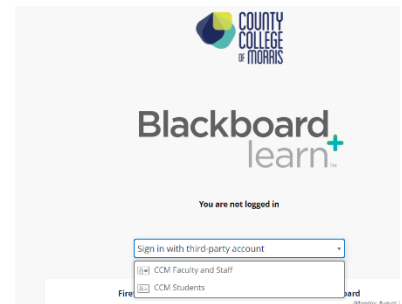 COUNTY
COLLEGE
OF MORRIS
Blackboard
learn+
TM
You are not logged in
Sign in with third-party account
CCM Faculty and Staff
CCM Students